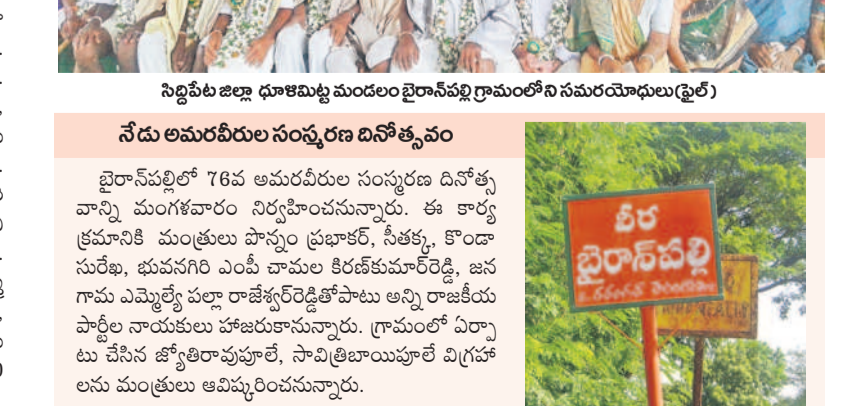 సిద్దిపేట జిల్లా ధూళిమిట్ట మండలం బైరాన్‌పల్లి గ్రామంలోని సమరయోధులు(ఫైల్)
నేడు అమరవీరుల సంస్మరణ దినోత్సవం
బైరాన్‌పల్లిలో 76వ అమరవీరుల సంస్మరణ దినోత్స
వాన్ని మంగళవారం నిర్వహించనున్నారు. ఈ కార్య
క్రమానికి మంత్రులు పొన్నం ప్రభాకర్, సీతక్క, కొండా
సురేఖ, భువనగిరి ఎంపీ చామల కిరణ్‌కుమార్‌రెడ్డి, జన
గామ ఎమ్మెల్యే పల్లా రాజేశ్వర్‌రెడ్డితోపాటు అన్ని రాజకీయ
పార్టీల నాయకులు హాజరుకానున్నారు. గ్రామంలో ఏర్పా
టు చేసిన జ్యోతిరావుపూలే, సావిత్రిబాయిపూలే విగ్రహా
లను మంత్రులు ఆవిష్కరించనున్నారు.
వీర
బైరాన్‌పల్లి